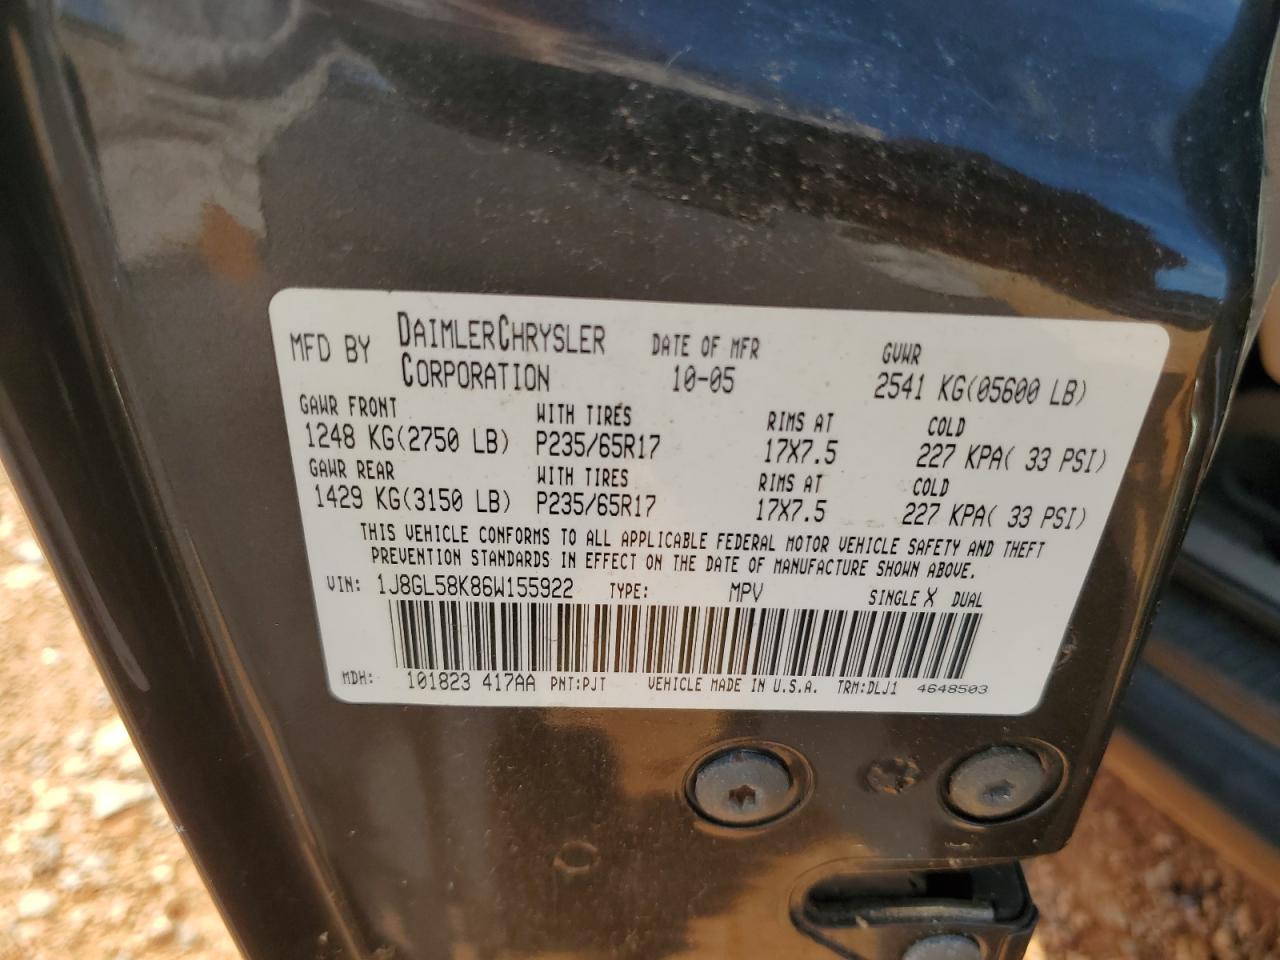 MFD BY DAIMLERCHRYSLER CORPORATION DATE OF MFR 10-05 GVWR 2541 KG(05600 LB)
GAWR FRONT WITH TIRES RIMS AT COLD
1248 KG(2750 LB) P235/65R17 17X7.5 227 KPA( 33 PSI)
GAWR REAR WITH TIRES RIMS AT COLD
1429 KG(3150 LB) P235/65R17 17X7.5 227 KPA( 33 PSI)
THIS VEHICLE CONFORMS TO ALL APPLICABLE FEDERAL MOTOR VEHICLE SAFETY AND THEFT
PREVENTION STANDARDS IN EFFECT ON THE DATE OF MANUFACTURE SHOWN ABOVE.
VIN: 1J8GL58K86W155922 TYPE: MPV SINGLE X DUAL
MDH: 101823 417AA PNT:PJT VEHICLE MADE IN U.S.A. TRM:DLJ1 4648503